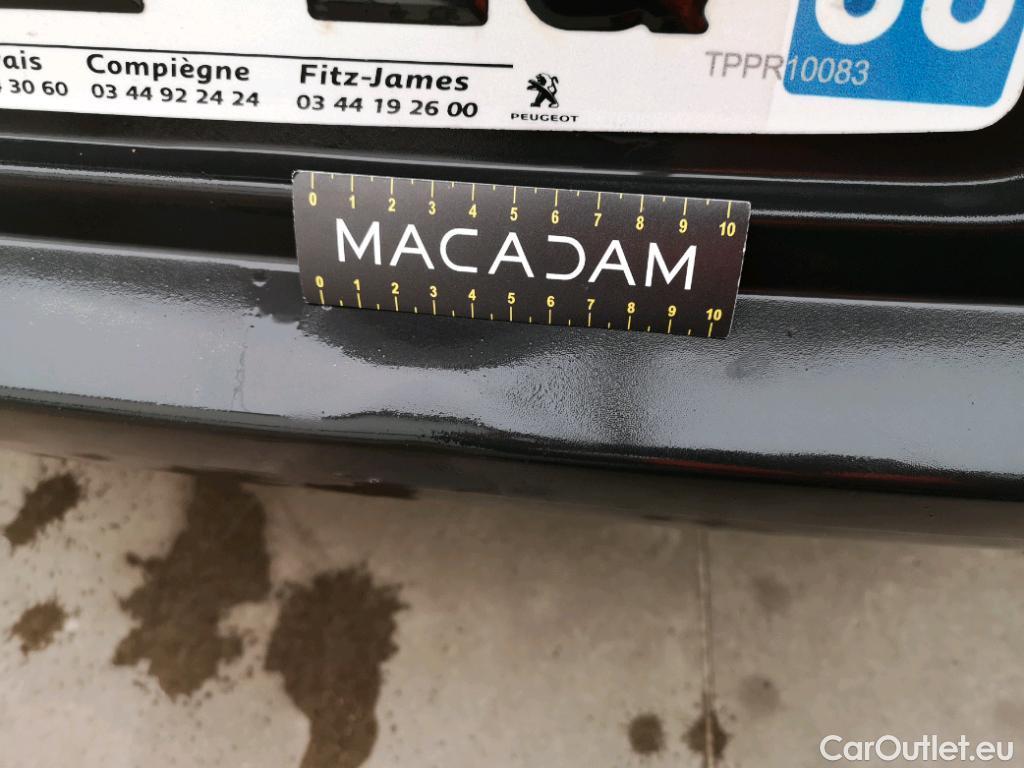 TPPR10083
ais Compiègne Fitz-James
3 30 60 03 44 92 24 24 03 44 19 26 00
PEUGEOT
0 1 2 3 4 5 6 7 8 9 10
MACADAM
0 1 2 3 4 5 6 7 8 9 10
CarOutlet.eu